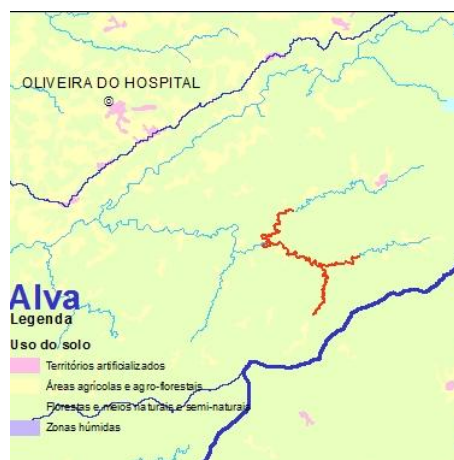 OLIVEIRA DO HOSPITAL
Alva
Legenda
Uso do solo
Territórios artificializados
Áreas agrícolas e agro-florestais
Florestas e meios naturais e semi-naturais
Zonas húmidas